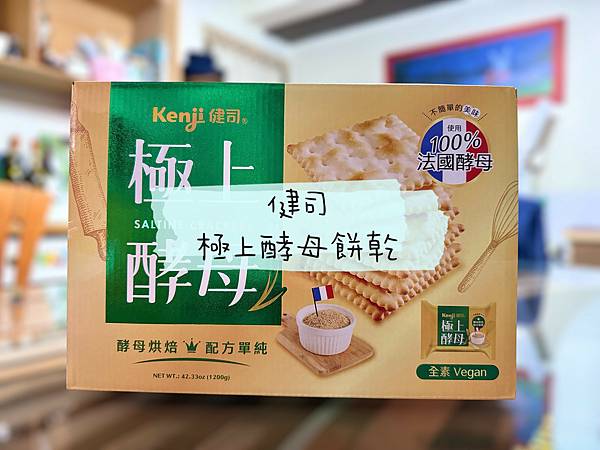 Kenji 健司®
極上
酵母
不簡單的美味
使用
100%
法國酵母
健司
極上酵母餅乾
酵母烘焙 配方單純
NET WT.: 42.33oz (1200g)
Kenji 健司
極上
酵母
全素 Vegan